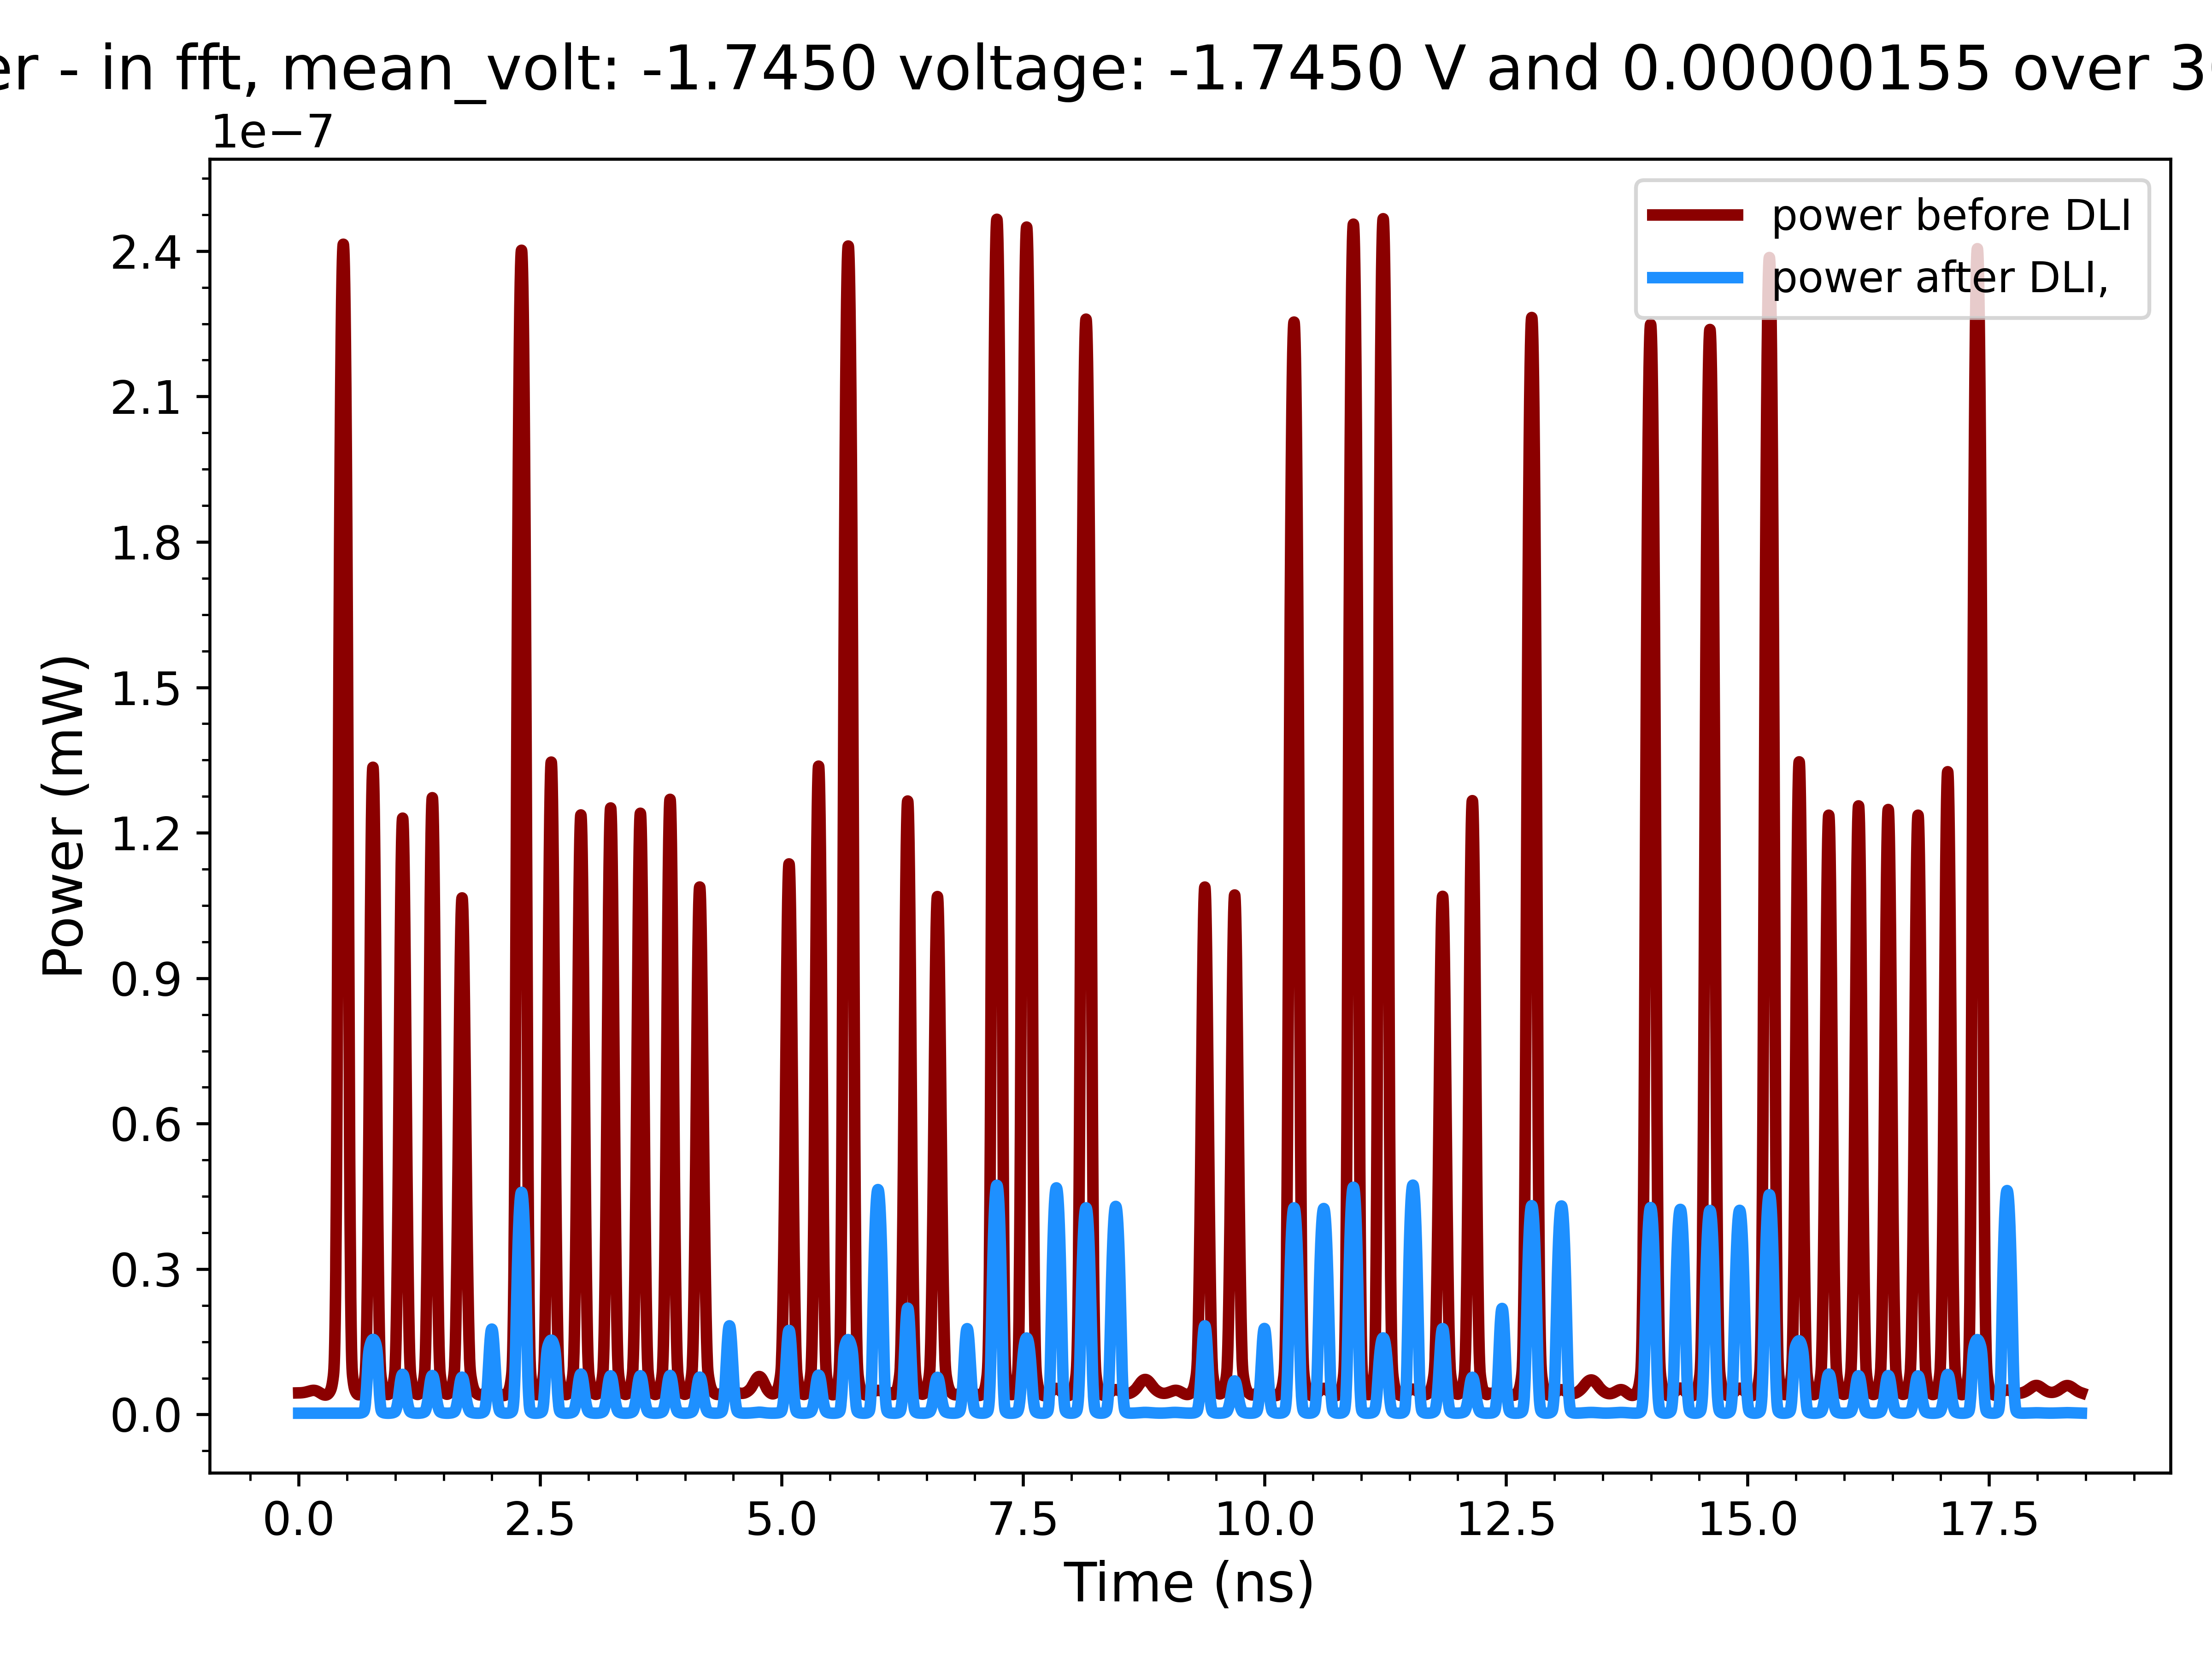 er - in fft, mean_volt: -1.7450 voltage: -1.7450 V and 0.00000155 over 3
1e−7
power before DLI
power after DLI,
2.4
2.1
1.8
1.5
1.2
0.9
0.6
0.3
0.0
Power (mW)
0.0 2.5 5.0 7.5 10.0 12.5 15.0 17.5
Time (ns)